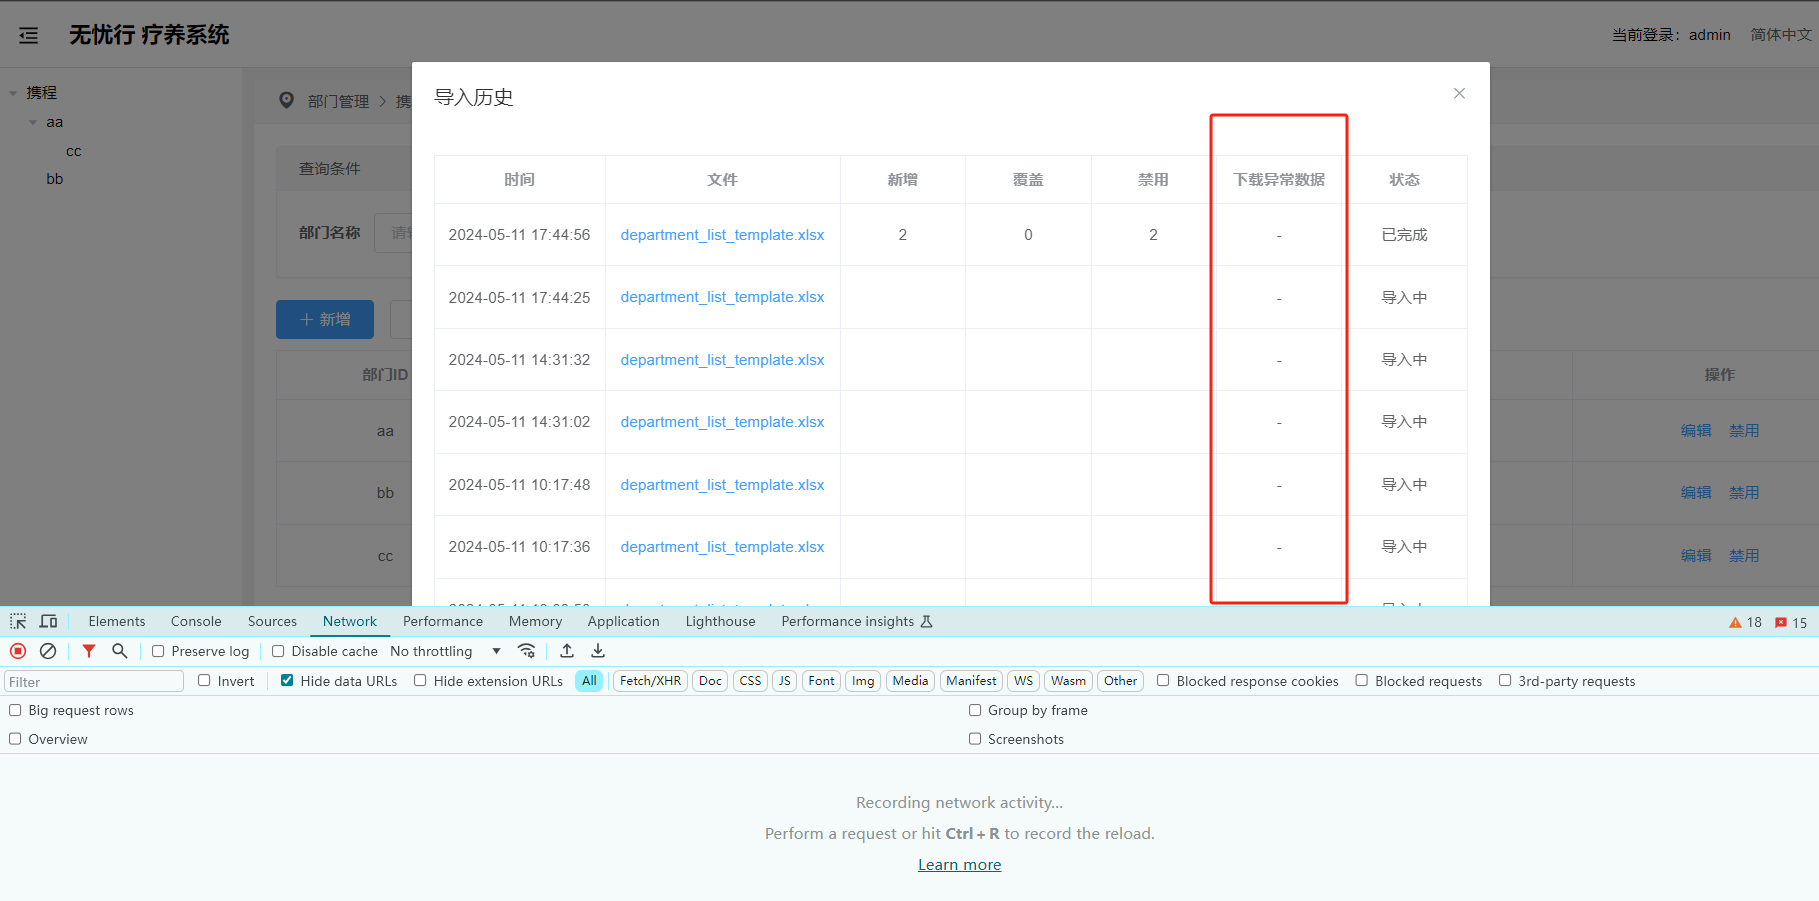 无忧行 疗养系统
当前登录：admin 简体中文
携程
aa
cc
bb
部门管理 > 携
查询条件
部门名称 请
+ 新增
部门ID
操作
aa
编辑 禁用
bb
编辑 禁用
cc
编辑 禁用
导入历史
时间 文件 新增 覆盖 禁用 下载异常数据 状态
2024-05-11 17:44:56 department_list_template.xlsx 2 0 2 - 已完成
2024-05-11 17:44:25 department_list_template.xlsx - 导入中
2024-05-11 14:31:32 department_list_template.xlsx - 导入中
2024-05-11 14:31:02 department_list_template.xlsx - 导入中
2024-05-11 10:17:48 department_list_template.xlsx - 导入中
2024-05-11 10:17:36 department_list_template.xlsx - 导入中
Elements Console Sources Network Performance Memory Application Lighthouse Performance insights 18 15
Preserve log Disable cache No throttling
Filter Invert Hide data URLs Hide extension URLs All Fetch/XHR Doc CSS JS Font Img Media Manifest WS Wasm Other Blocked response cookies Blocked requests 3rd-party requests
Big request rows Group by frame
Overview Screenshots
Recording network activity...
Perform a request or hit Ctrl + R to record the reload.
Learn more